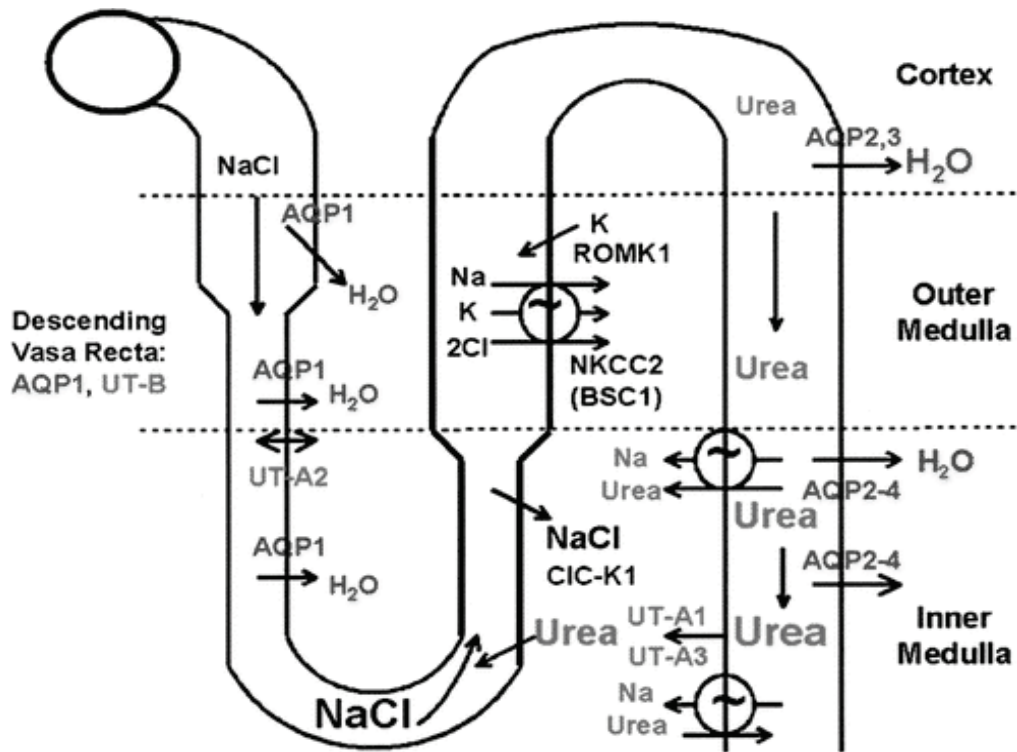 Cortex
Urea
AQP2,3
H₂O
NaCl
AQP1
H₂O
K
ROMK1
Na
K
2Cl
NKCC2
(BSC1)
Outer
Medulla
Descending
Vasa Recta:
AQP1, UT-B
AQP1
H₂O
Urea
UT-A2
Na
Urea
H₂O
AQP2-4
Urea
NaCl
ClC-K1
AQP1
H₂O
AQP2-4
Urea
UT-A1
UT-A3
Urea
Inner
Medulla
NaCl
Na
Urea